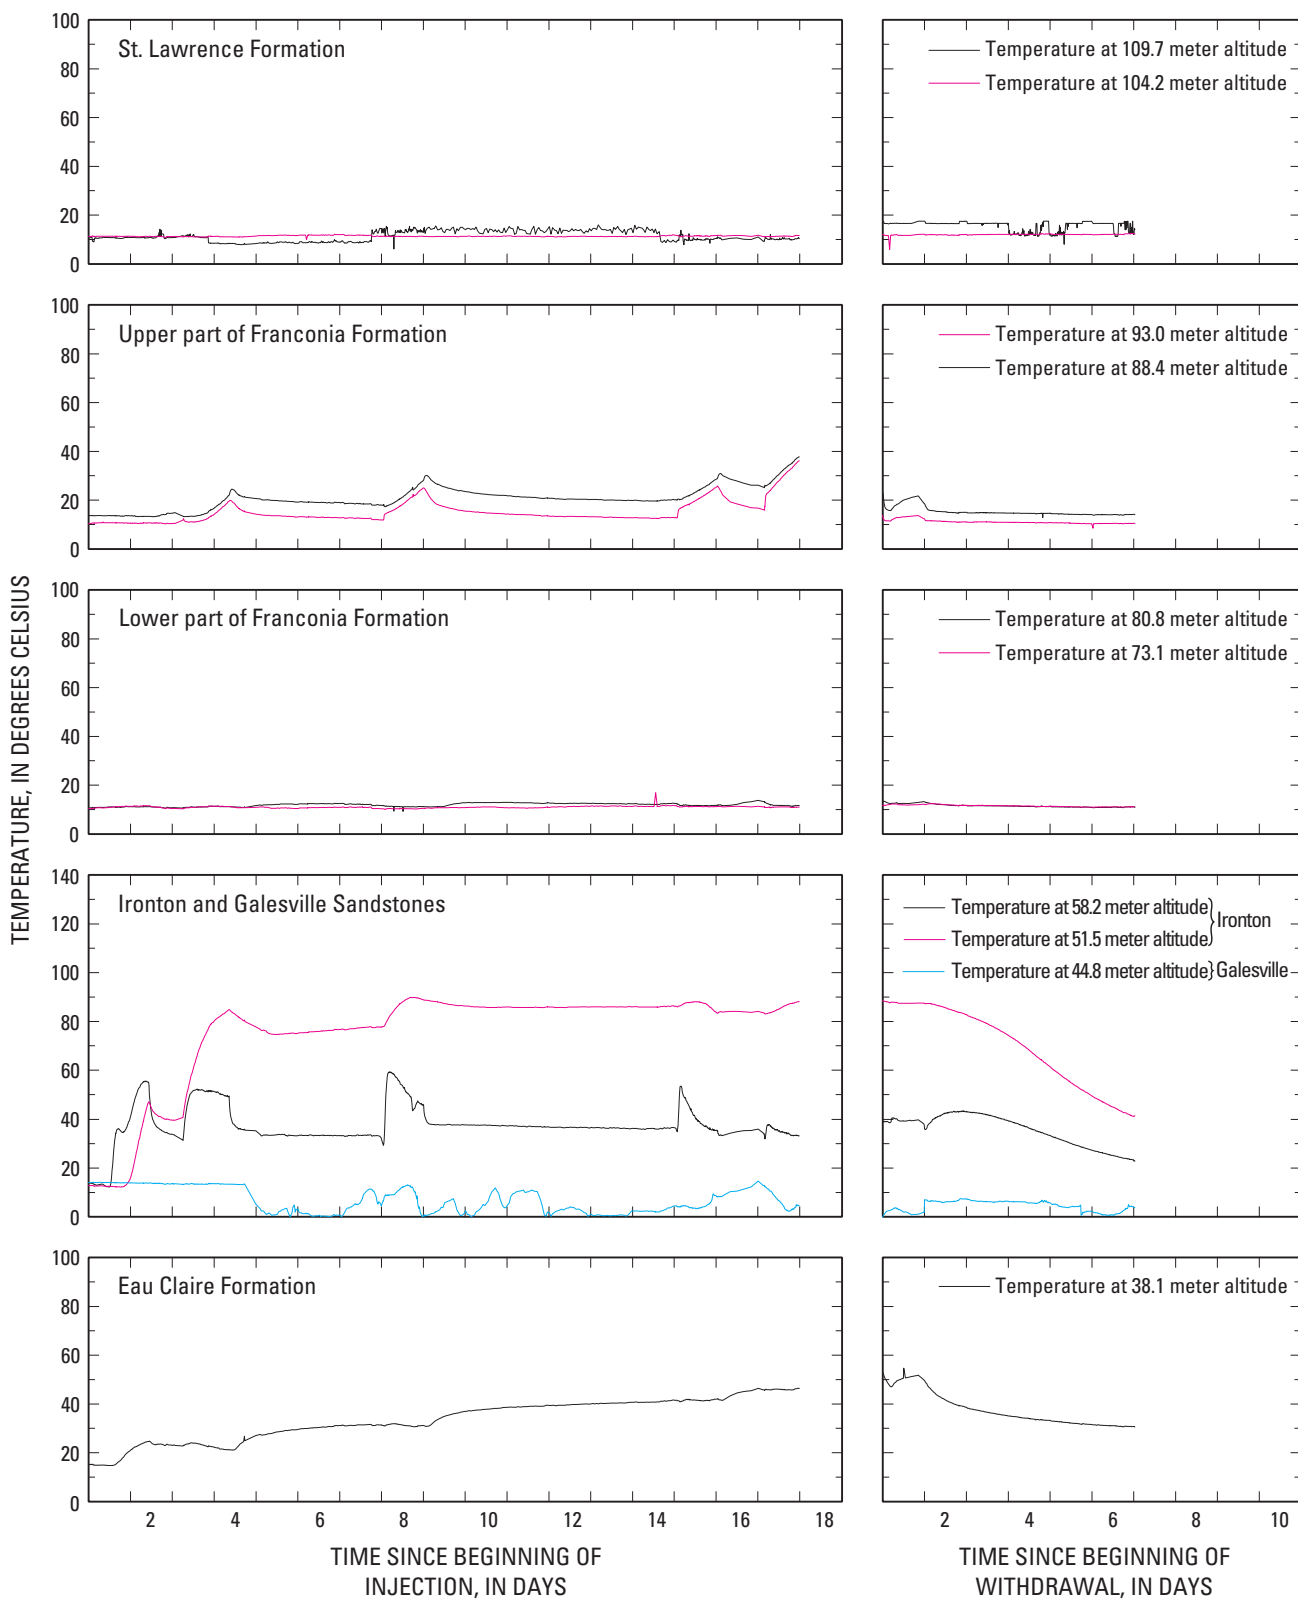 100
80
60
40
20
0
St. Lawrence Formation
Temperature at 109.7 meter altitude
Temperature at 104.2 meter altitude
100
80
60
40
20
0
Upper part of Franconia Formation
Temperature at 93.0 meter altitude
Temperature at 88.4 meter altitude
100
80
60
40
20
0
Lower part of Franconia Formation
Temperature at 80.8 meter altitude
Temperature at 73.1 meter altitude
TEMPERATURE, IN DEGREES CELSIUS
140
120
100
80
60
40
20
0
Ironton and Galesville Sandstones
Temperature at 58.2 meter altitude
Temperature at 51.5 meter altitude
Ironton
Temperature at 44.8 meter altitude} Galesville
100
80
60
40
20
0
Eau Claire Formation
Temperature at 38.1 meter altitude
2 4 6 8 10 12 14 16 18
2 4 6 8 10
TIME SINCE BEGINNING OF
INJECTION, IN DAYS
TIME SINCE BEGINNING OF
WITHDRAWAL, IN DAYS